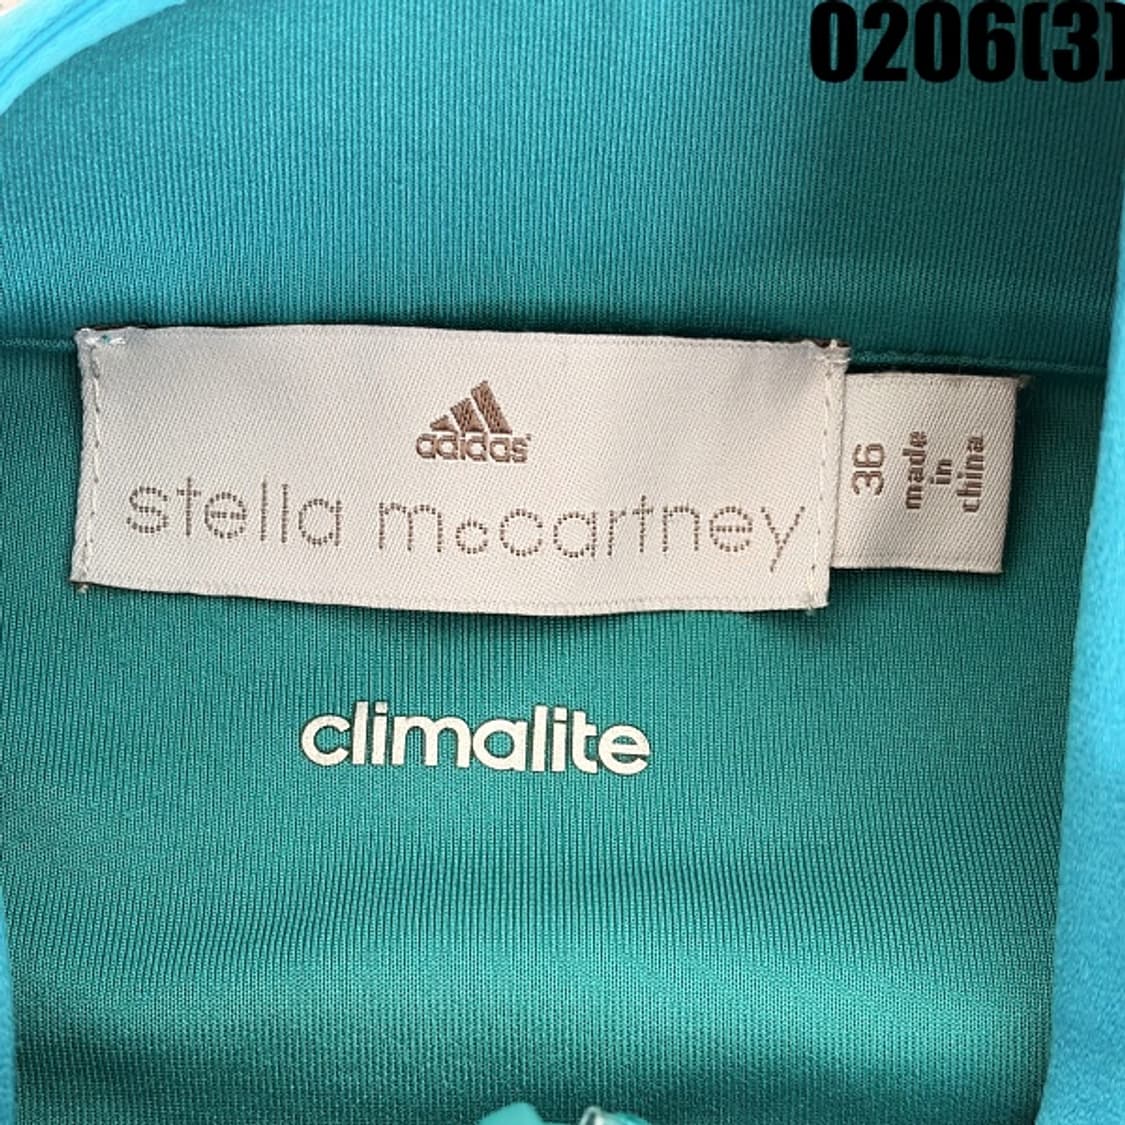 0206(3)
adidas
stella mccartney
36
made
in
china
climalite